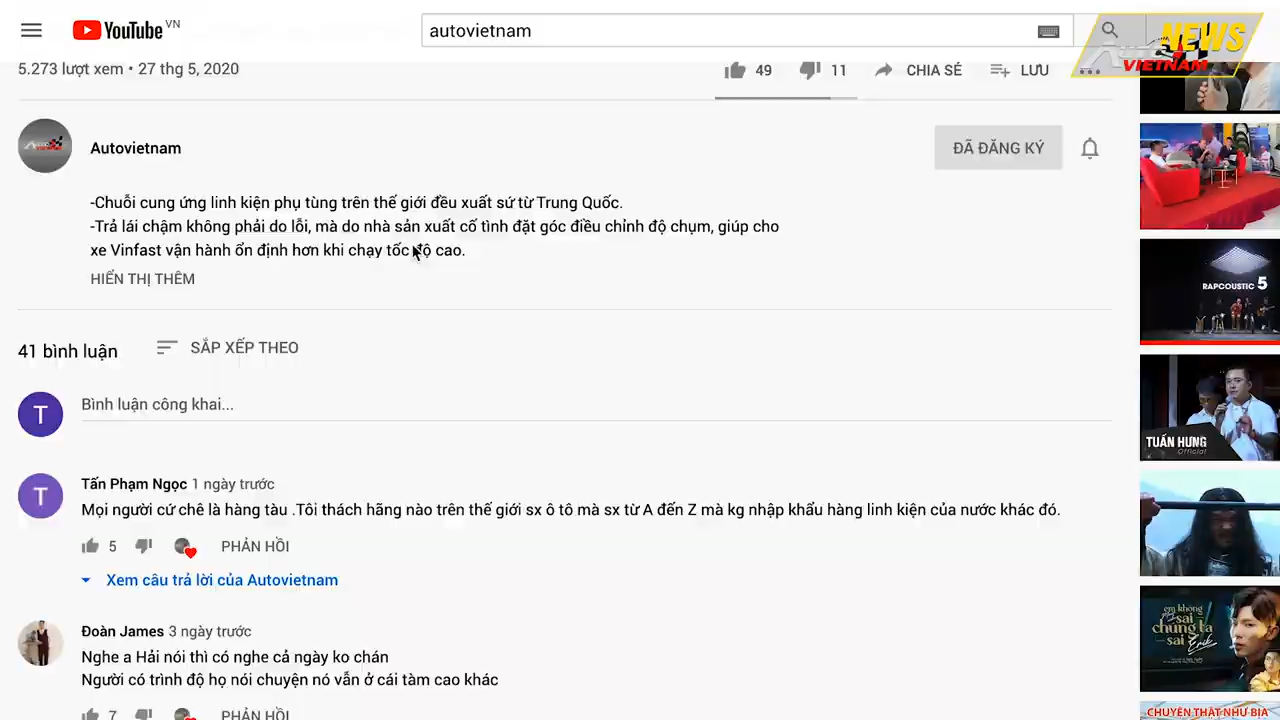 YouTube VN
autovietnam
NEWS
VIETNAM
5.273 lượt xem • 27 thg 5, 2020
49
11
CHIA SẺ
LƯU
Autovietnam
ĐÃ ĐĂNG KÝ
-Chuỗi cung ứng linh kiện phụ tùng trên thế giới đều xuất sứ từ Trung Quốc.
-Trả lái chậm không phải do lỗi, mà do nhà sản xuất cố tình đặt góc điều chỉnh độ chụm, giúp cho
xe Vinfast vận hành ổn định hơn khi chạy tốc độ cao.
HIỂN THỊ THÊM
41 bình luận
SẮP XẾP THEO
T
Bình luận công khai...
T
Tấn Phạm Ngọc 1 ngày trước
Mọi người cứ chê là hàng tàu .Tôi thách hãng nào trên thế giới sx ô tô mà sx từ A đến Z mà kg nhập khẩu hàng linh kiện của nước khác đó.
5
PHẢN HỒI
Xem câu trả lời của Autovietnam
Đoàn James 3 ngày trước
Nghe a Hải nói thì có nghe cả ngày ko chán
Người có trình độ họ nói chuyện nó vẫn ở cái tàm cao khác
7
PHẢN HỒI
RAPCOUSTIC 5
TUẤN HƯNG
Official
em không
sai
chúng ta
sai
Erik
CHUYỆN THẬT NHƯ BỊA